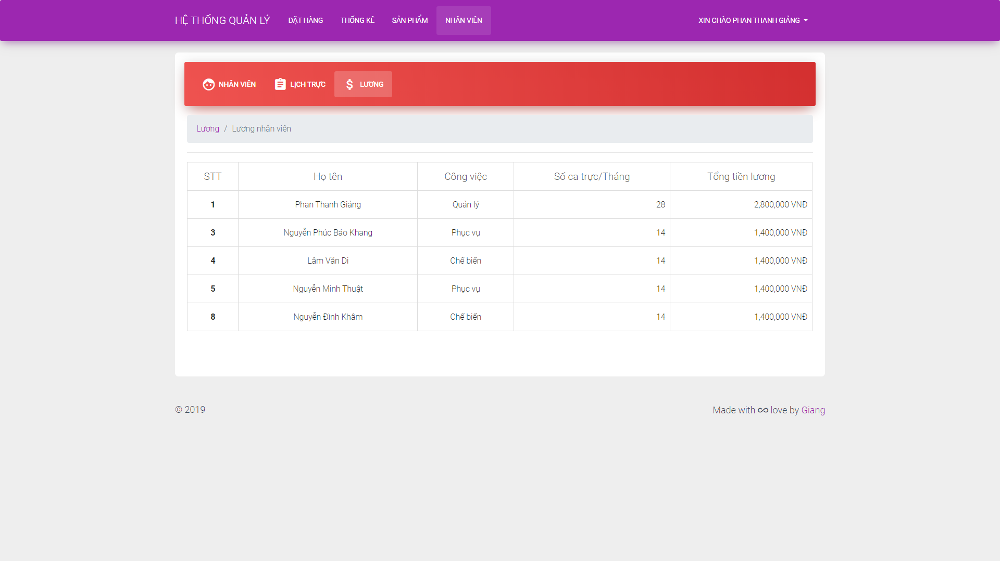 HỆ THỐNG QUẢN LÝ ĐẶT HÀNG THỐNG KÊ SẢN PHẨM NHÂN VIÊN XIN CHÀO PHAN THANH GIẢNG
NHÂN VIÊN LỊCH TRỰC LƯƠNG
Lương / Lương nhân viên
STT Họ tên Công việc Số ca trực/Tháng Tổng tiền lương
1 Phan Thanh Giảng Quản lý 28 2,800,000 VNĐ
3 Nguyễn Phúc Bảo Khang Phục vụ 14 1,400,000 VNĐ
4 Lâm Văn Di Chế biến 14 1,400,000 VNĐ
5 Nguyễn Minh Thuật Phục vụ 14 1,400,000 VNĐ
8 Nguyễn Đình Khâm Chế biến 14 1,400,000 VNĐ
© 2019 Made with ∞ love by Giang